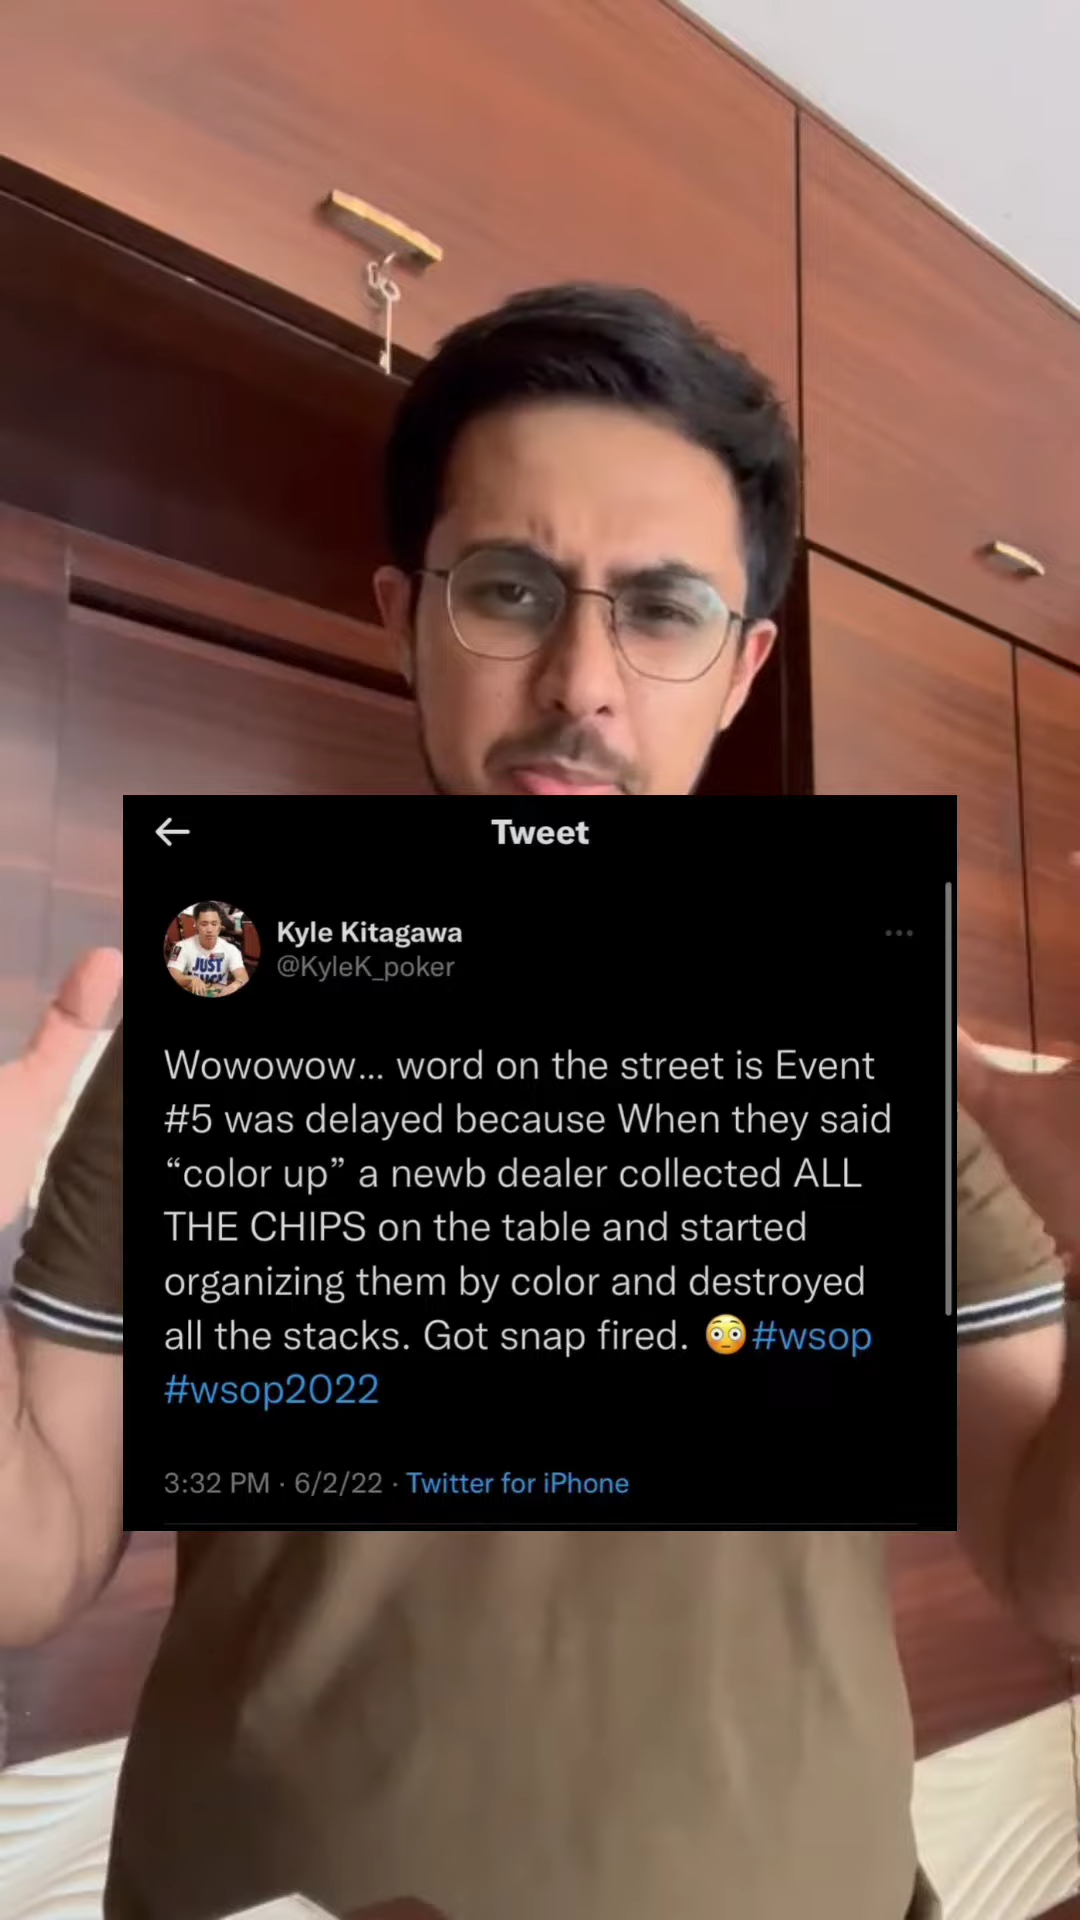 Tweet
JUST
Kyle Kitagawa
@KyleK_poker
Wowowow... word on the street is Event
#5 was delayed because When they said
“color up” a newb dealer collected ALL
THE CHIPS on the table and started
organizing them by color and destroyed
all the stacks. Got snap fired. 😳#wsop
#wsop2022
3:32 PM · 6/2/22 · Twitter for iPhone